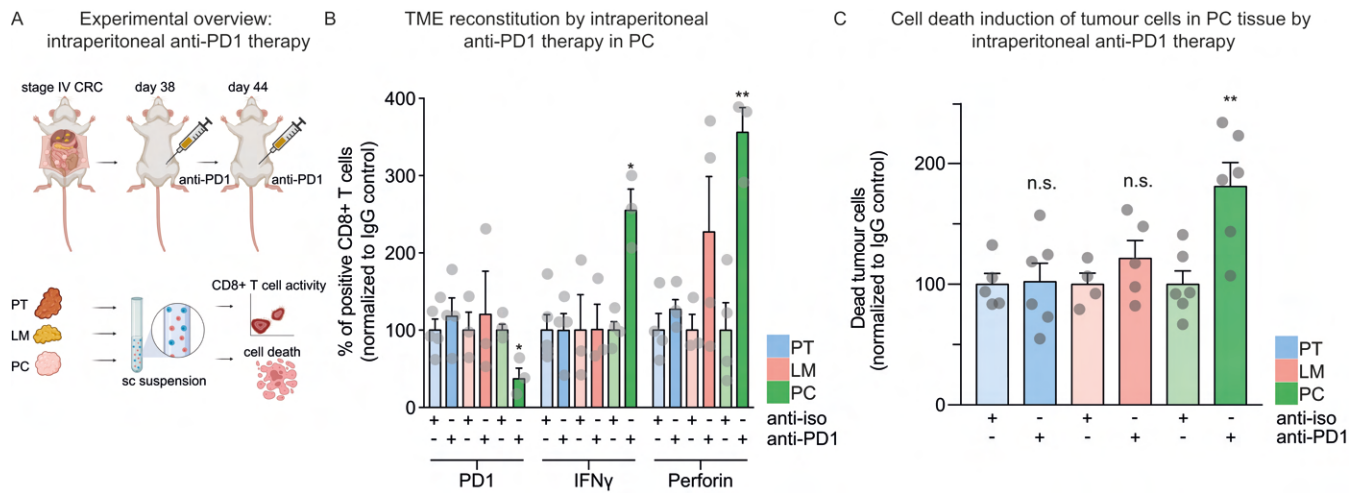 A
Experimental overview:
intraperitoneal anti-PD1 therapy
stage IV CRC
day 38
day 44
anti-PD1
anti-PD1
PT
LM
PC
sc suspension
CD8+ T cell activity
cell death
B
TME reconstitution by intraperitoneal
anti-PD1 therapy in PC
% of positive CD8+ T cells
(normalized to IgG control)
400
300
200
100
0
*
*
**
PT
LM
PC
+ - + - + - + - + - + - + - + - + - anti-iso
- + - + - + - + - + - + - + - + - + anti-PD1
PD1 IFNγ Perforin
C
Cell death induction of tumour cells in PC tissue by
intraperitoneal anti-PD1 therapy
Dead tumour cells
(normalized to IgG control)
200
100
0
n.s.
n.s.
**
PT
LM
PC
+ - + - + - anti-iso
- + - + - + anti-PD1